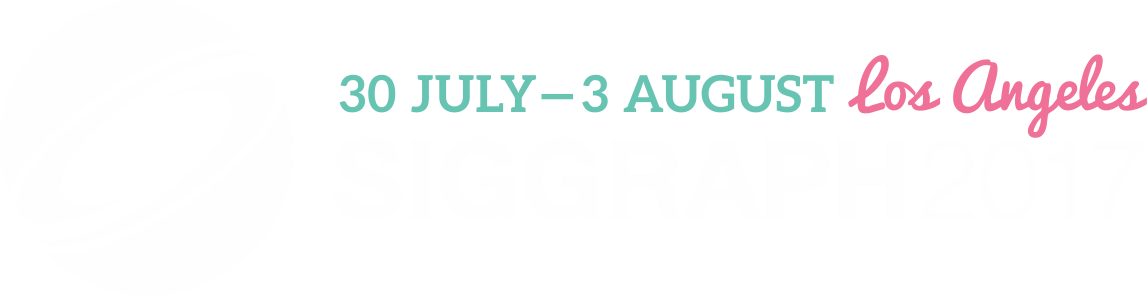 30 JULY – 3 AUGUST Los Angeles
SIGGRAPH2017